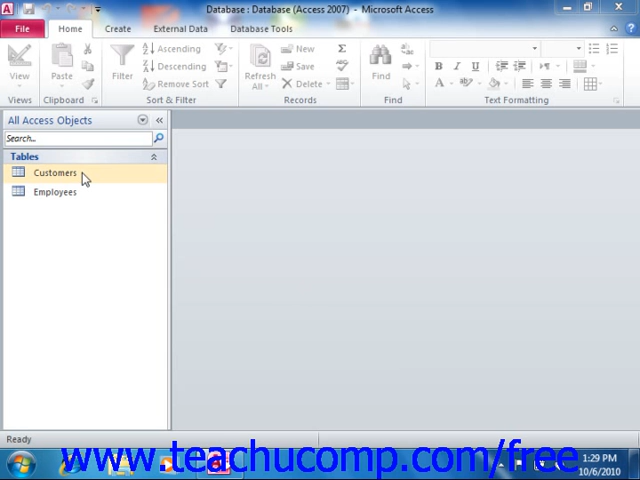 Database : Database (Access 2007) - Microsoft Access
File Home Create External Data Database Tools
View Paste Filter Ascending Descending Remove Sort Refresh All New Save Delete Σ Find B I U A
Views Clipboard Sort & Filter Records Find Text Formatting
All Access Objects
Search...
Tables
Customers
Employees
Ready
www.teachucomp.com/free
1:29 PM
10/6/2010